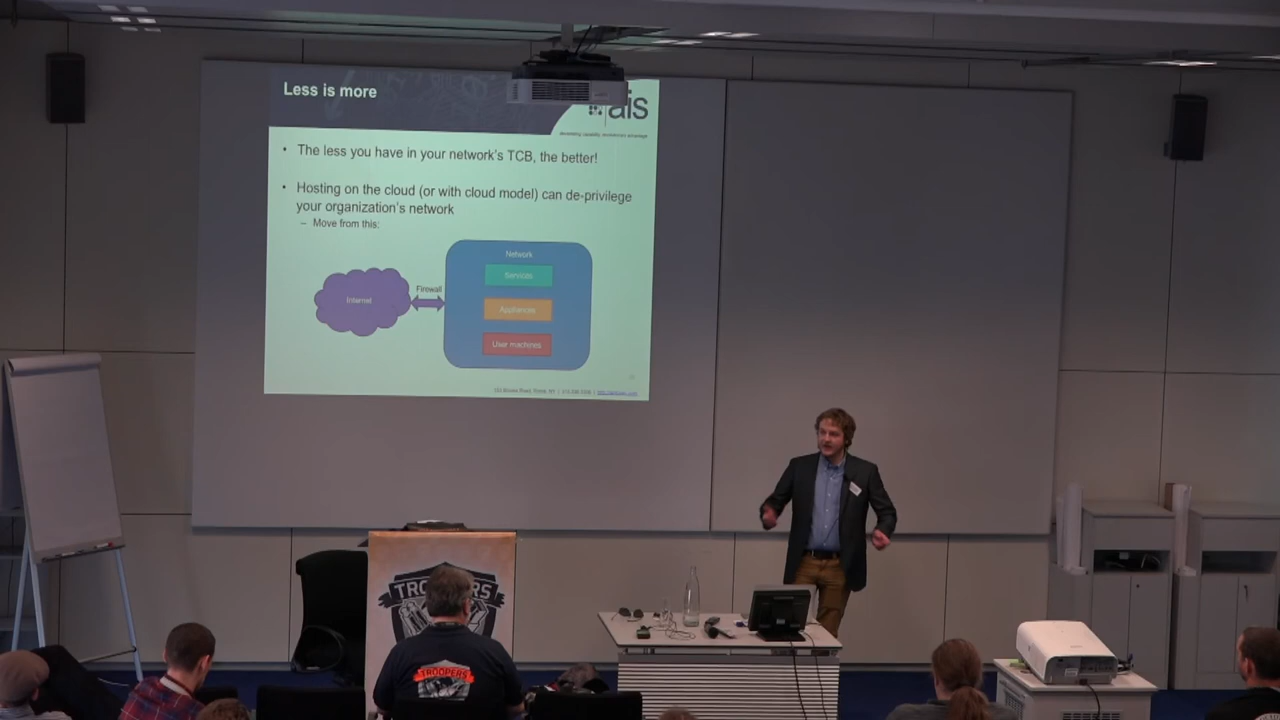 Less is more
ais
• The less you have in your network's TCB, the better!
• Hosting on the cloud (or with cloud model) can de-privilege
your organization's network
– Move from this:
Network
Services
Firewall
Internet
Appliances
User machines
TROOPERS
TROOPERS